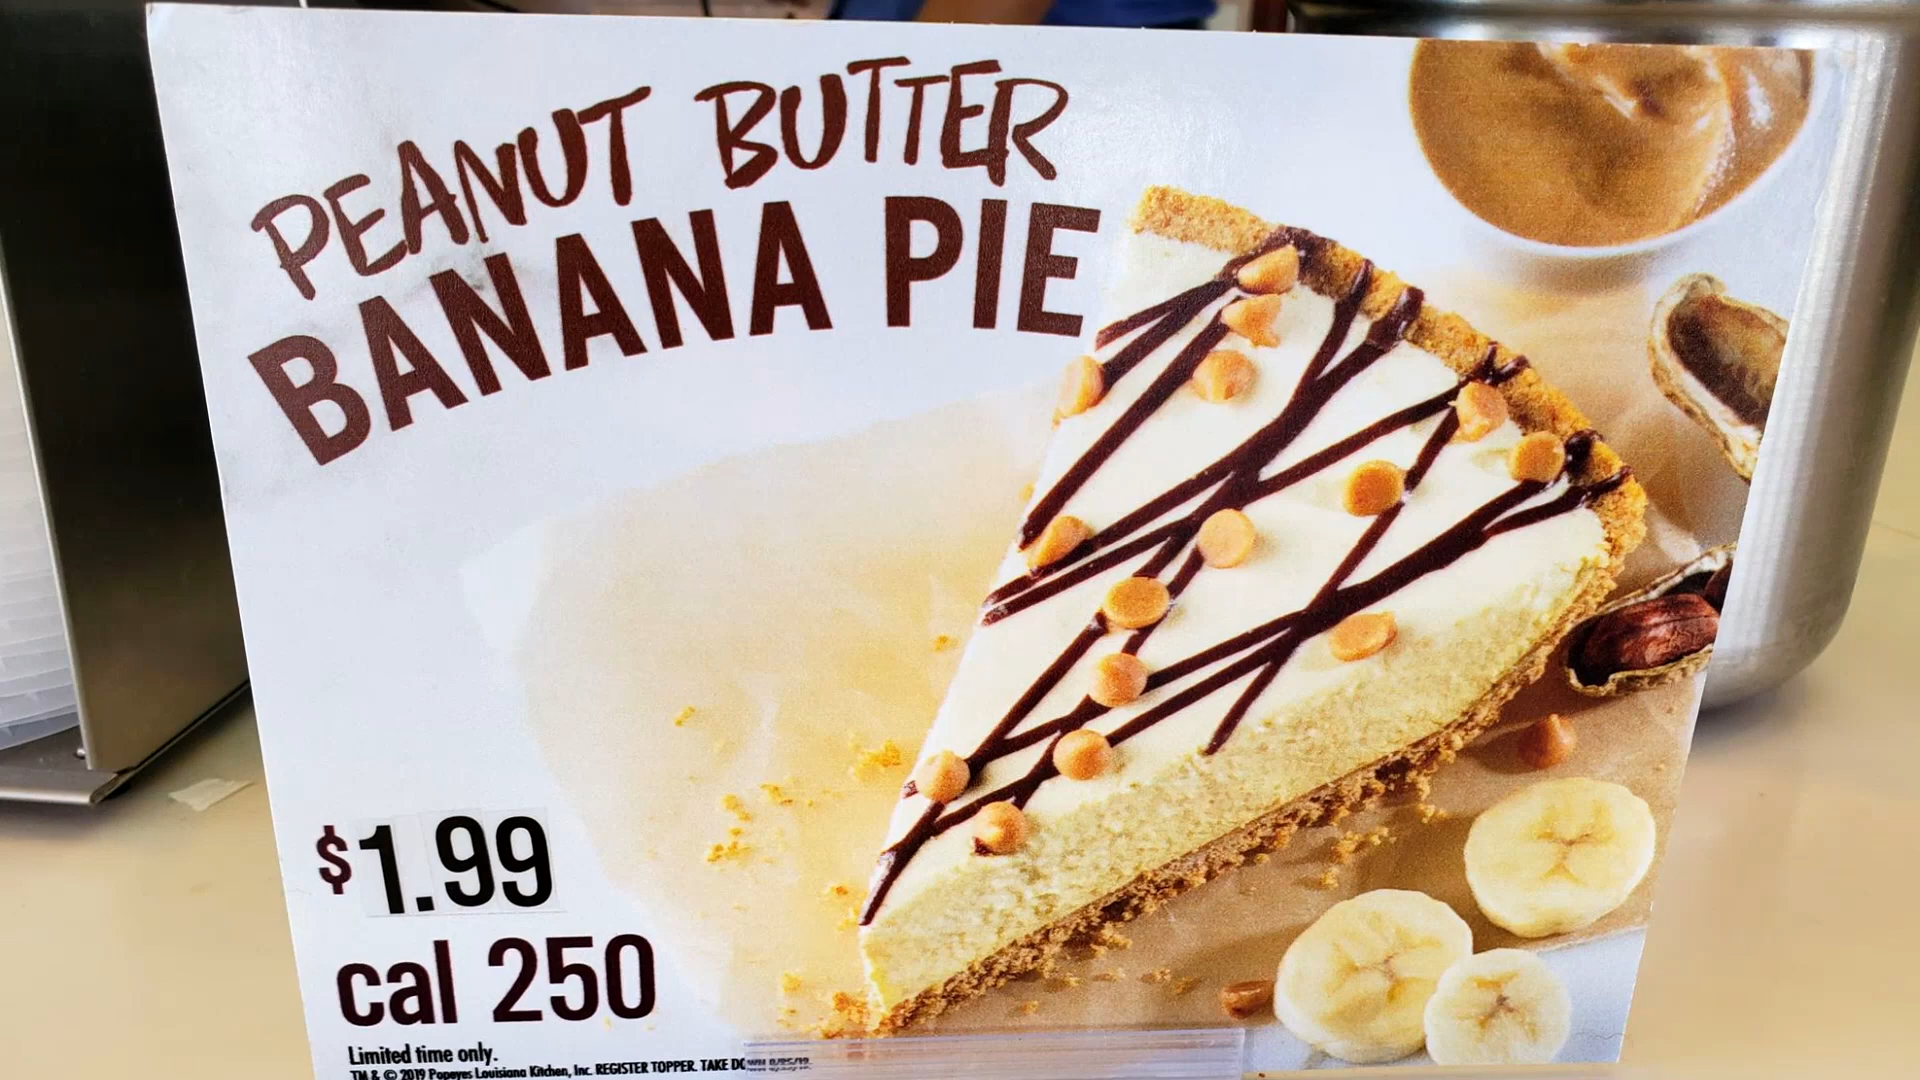 PEANUT BUTTER
BANANA PIE
$1.99
cal 250
Limited time only.
TM & © 2019 Popeyes Louisiana Kitchen, Inc. REGISTER TOPPER. TAKE DOWN